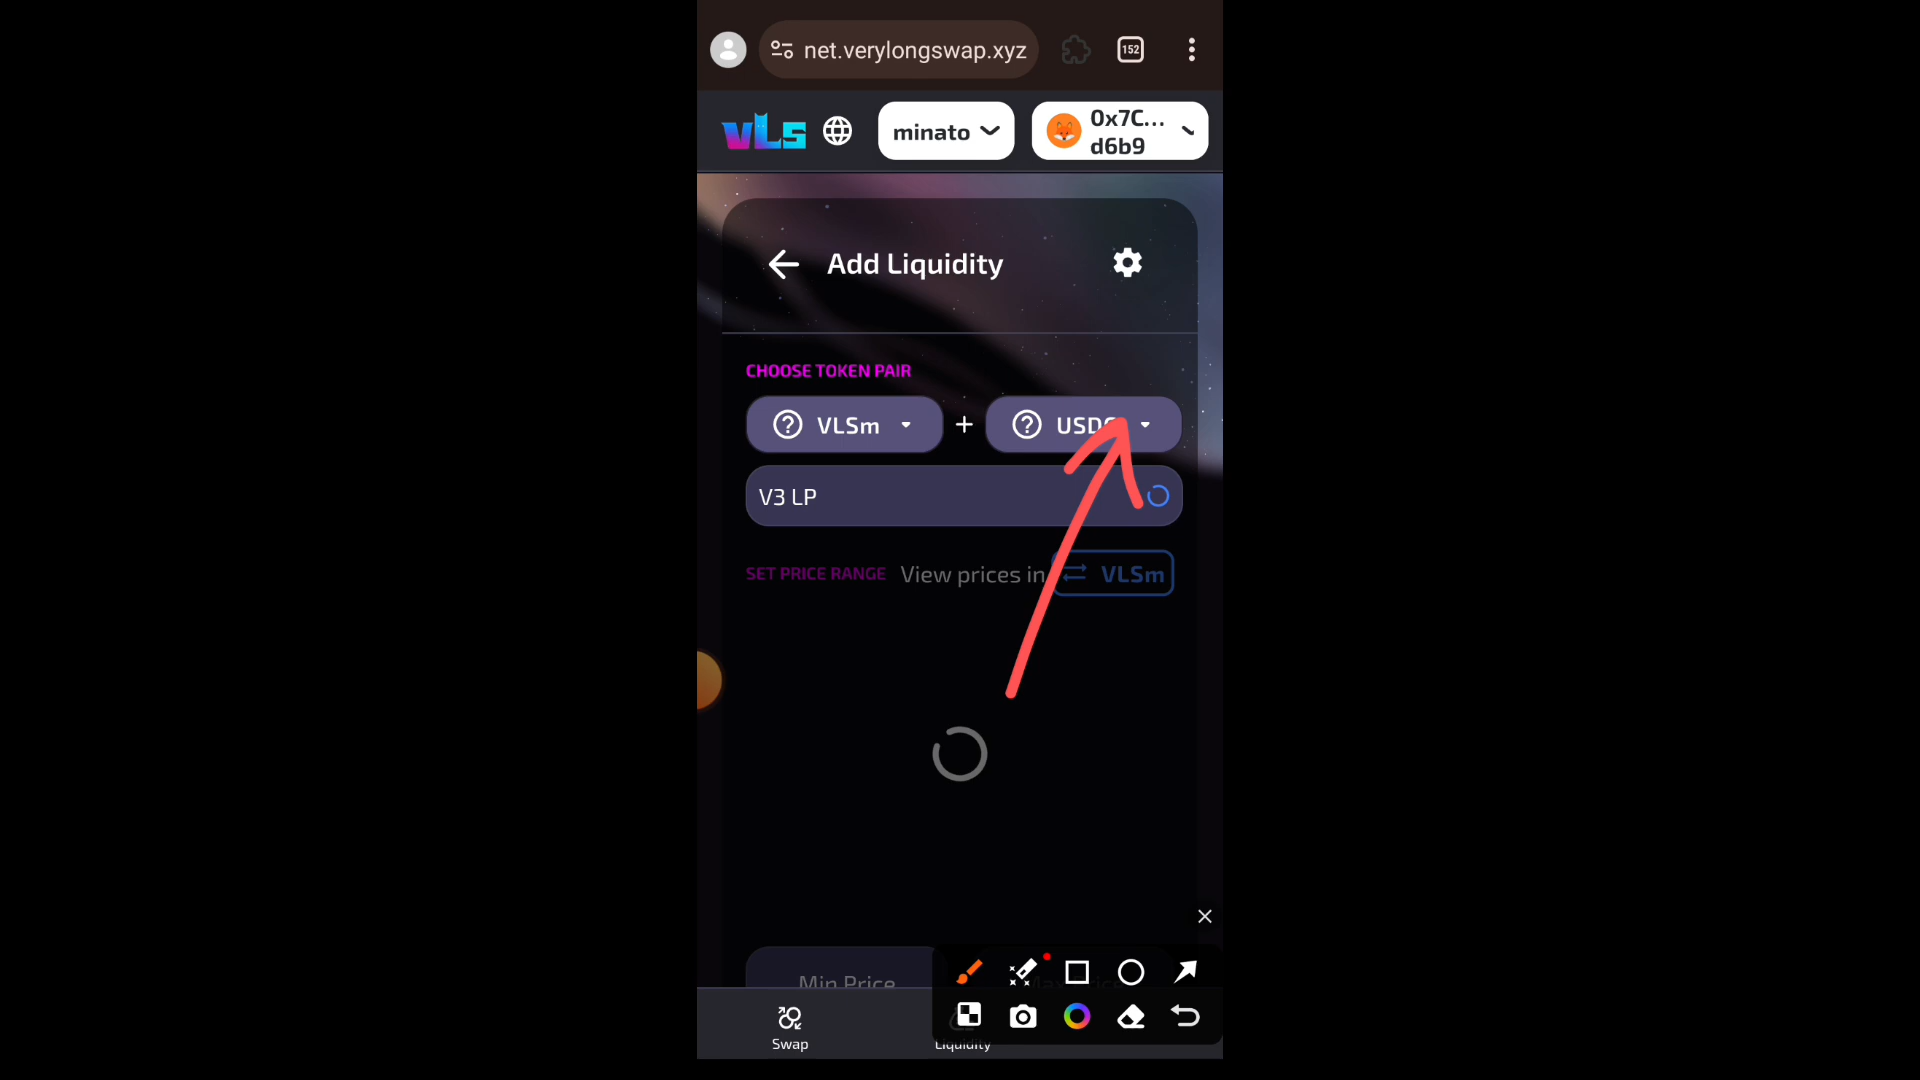 net.verylongswap.xyz
152
vLs
minato
0x7C...
d6b9
Add Liquidity
CHOOSE TOKEN PAIR
VLSm + 
V3 LP
SET PRICE RANGE View prices in VLSm
Min Price
Swap
Liquidity